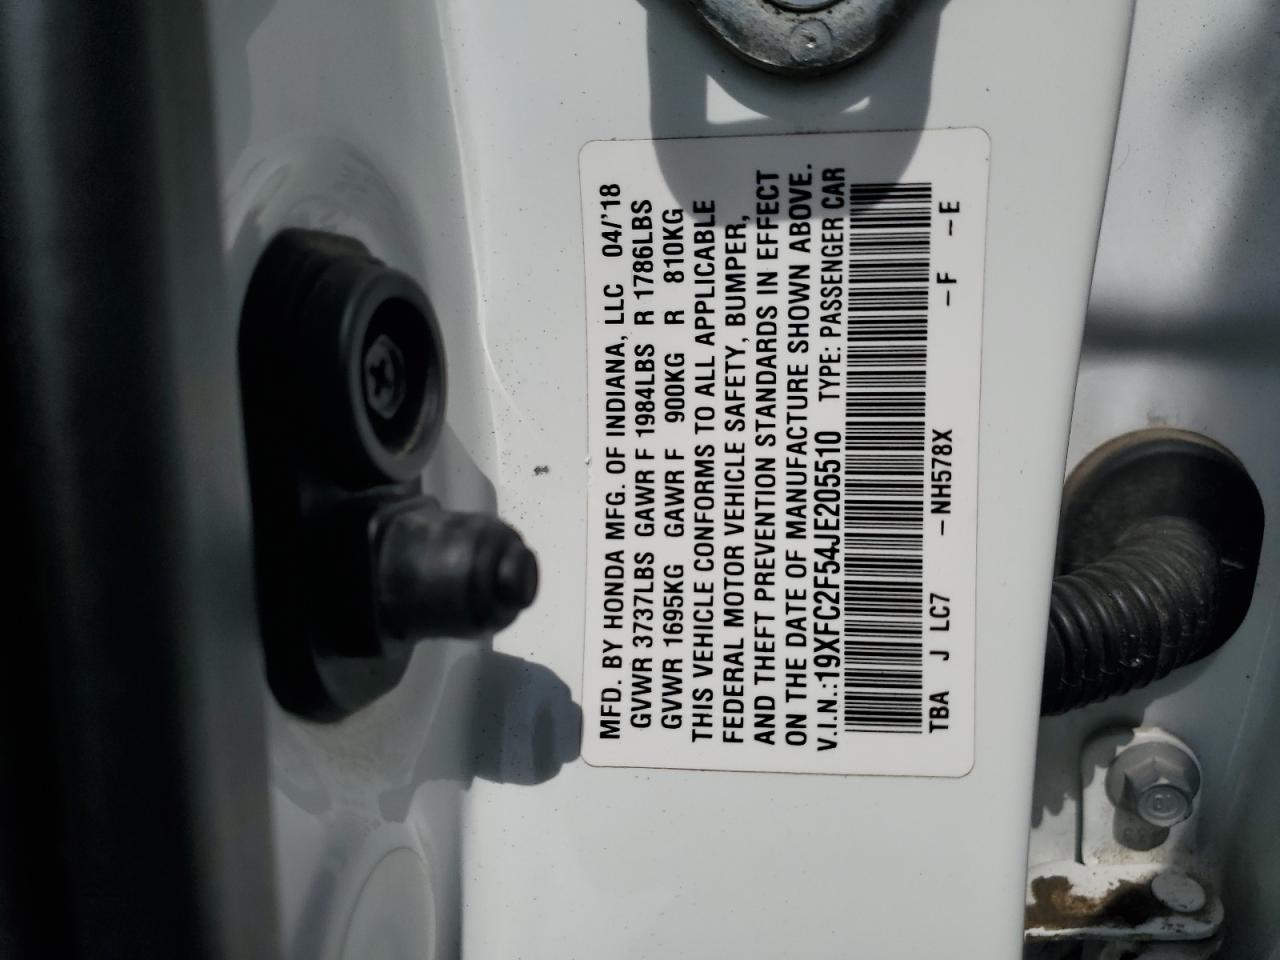 MFD. BY HONDA MFG. OF INDIANA, LLC 04/'18
GVWR 3737LBS GAWR F 1984LBS R 1786LBS
GVWR 1695KG GAWR F 900KG R 810KG
THIS VEHICLE CONFORMS TO ALL APPLICABLE
FEDERAL MOTOR VEHICLE SAFETY, BUMPER,
AND THEFT PREVENTION STANDARDS IN EFFECT
ON THE DATE OF MANUFACTURE SHOWN ABOVE.
V.I.N.:19XFC2F54JE205510 TYPE: PASSENGER CAR
TBA J LC7 -NH578X -F -E